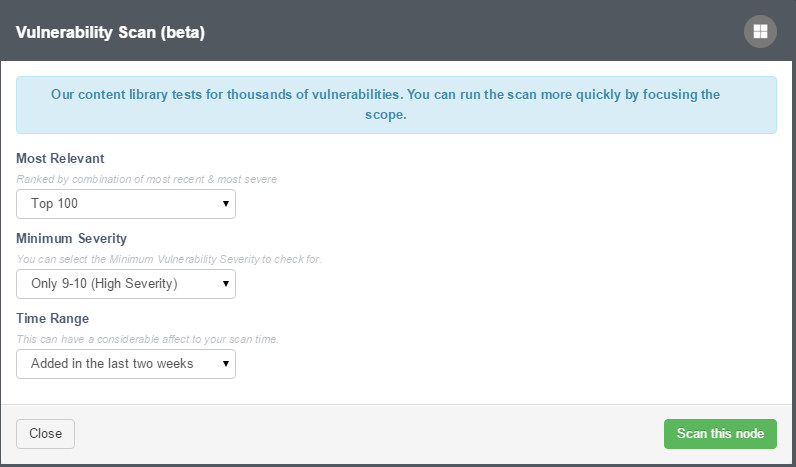 Vulnerability Scan (beta)
Our content library tests for thousands of vulnerabilities. You can run the scan more quickly by focusing the
scope.
Most Relevant
Ranked by combination of most recent & most severe
Top 100
Minimum Severity
You can select the Minimum Vulnerability Severity to check for.
Only 9-10 (High Severity)
Time Range
This can have a considerable affect to your scan time.
Added in the last two weeks
Close
Scan this node